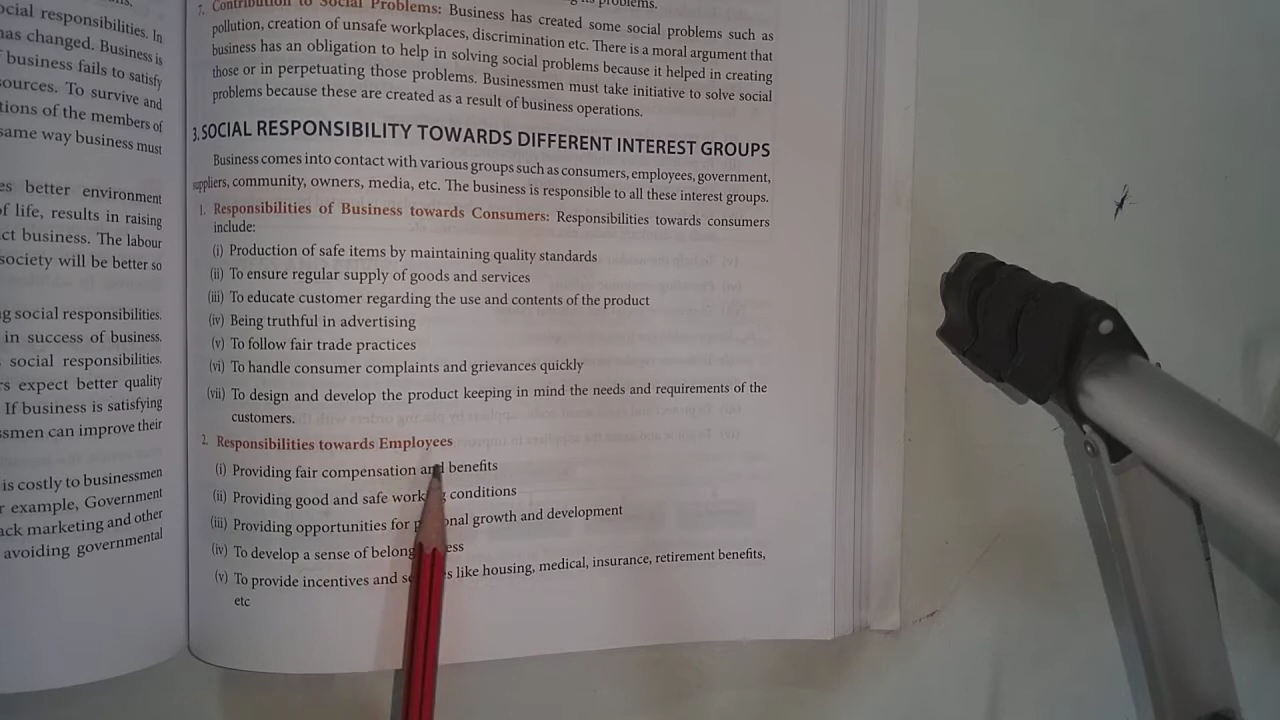 ocial responsibilities. In
has changed. Business is
business fails to satisfy
sources. To survive and
tions of the members of
same way business must
es better environment
of life, results in raising
ct business. The labour
society will be better so
g social responsibilities.
in success of business.
social responsibilities.
rs expect better quality
If business is satisfying
ssmen can improve their
is costly to businessmen
r example, Government
ack marketing and other
avoiding governmental
problems.
7. Contribution to Social Problems: Business has created some social problems such as
pollution, creation of unsafe workplaces, discrimination etc. There is a moral argument that
business has an obligation to help in solving social problems because it helped in creating
those or in perpetuating those problems. Businessmen must take initiative to solve social
problems because these are created as a result of business operations.
3. SOCIAL RESPONSIBILITY TOWARDS DIFFERENT INTEREST GROUPS
Business comes into contact with various groups such as consumers, employees, government,
suppliers, community, owners, media, etc. The business is responsible to all these interest groups.
1. Responsibilities of Business towards Consumers: Responsibilities towards consumers
include:
(i) Production of safe items by maintaining quality standards
(ii) To ensure regular supply of goods and services
(iii) To educate customer regarding the use and contents of the product
(iv) Being truthful in advertising
(v) To follow fair trade practices
(vi) To handle consumer complaints and grievances quickly
(vii) To design and develop the product keeping in mind the needs and requirements of the
customers.
2. Responsibilities towards Employees
(i) Providing fair compensation and benefits
(ii) Providing good and safe working conditions
(iii) Providing opportunities for growth and development
(iv) To develop a sense of
(v) To provide incentives and like housing, medical, insurance, retirement benefits,
etc